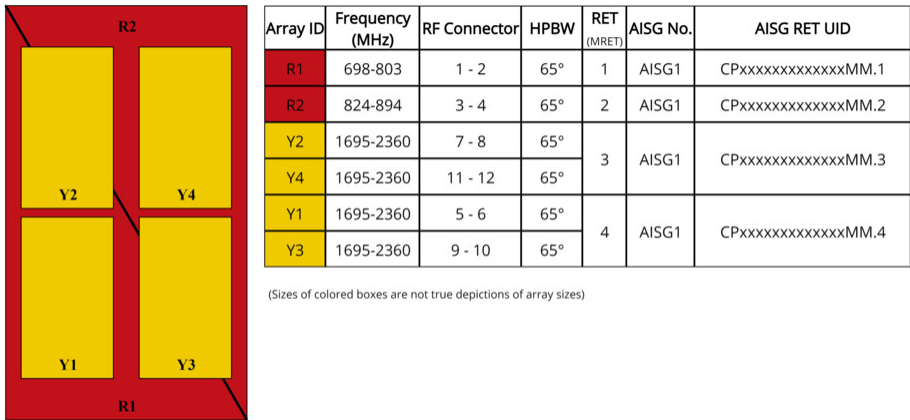 R2
Y2 Y4
Y1 Y3
R1
Array ID Frequency (MHz) RF Connector HPBW RET (MRET) AISG No. AISG RET UID
R1 698-803 1 - 2 65° 1 AISG1 CPxxxxxxxxxxxxxMM.1
R2 824-894 3 - 4 65° 2 AISG1 CPxxxxxxxxxxxxxMM.2
Y2 1695-2360 7 - 8 65° 3 AISG1 CPxxxxxxxxxxxxxMM.3
Y4 1695-2360 11 - 12 65°
Y1 1695-2360 5 - 6 65° 4 AISG1 CPxxxxxxxxxxxxxMM.4
Y3 1695-2360 9 - 10 65°
(Sizes of colored boxes are not true depictions of array sizes)